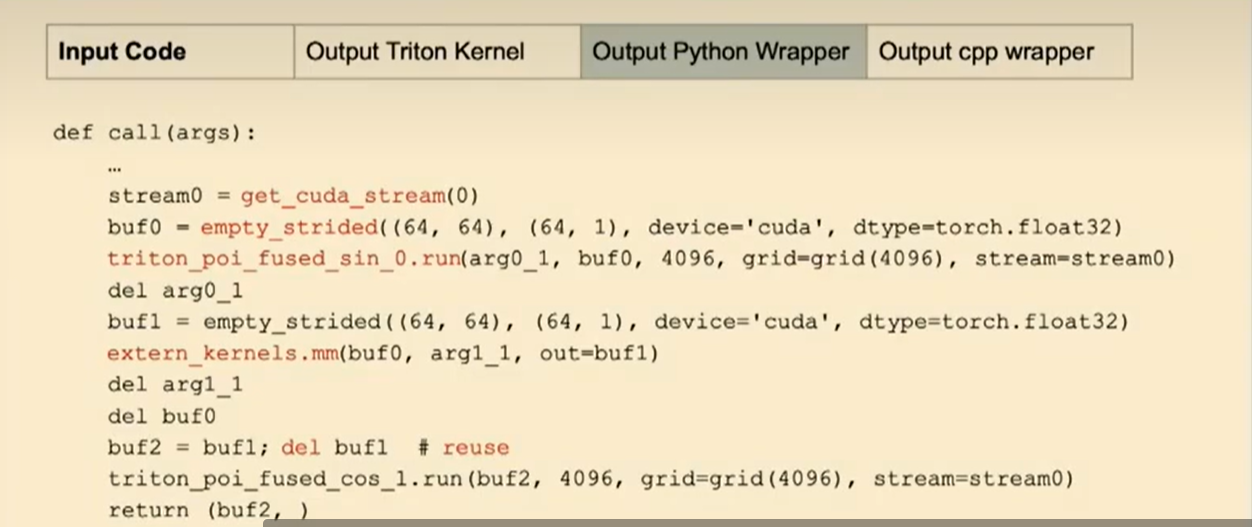 Input Code Output Triton Kernel Output Python Wrapper Output cpp wrapper
def call(args):
    …
    stream0 = get_cuda_stream(0)
    buf0 = empty_strided((64, 64), (64, 1), device='cuda', dtype=torch.float32)
    triton_poi_fused_sin_0.run(arg0_1, buf0, 4096, grid=grid(4096), stream=stream0)
    del arg0_1
    buf1 = empty_strided((64, 64), (64, 1), device='cuda', dtype=torch.float32)
    extern_kernels.mm(buf0, arg1_1, out=buf1)
    del arg1_1
    del buf0
    buf2 = buf1; del buf1  # reuse
    triton_poi_fused_cos_1.run(buf2, 4096, grid=grid(4096), stream=stream0)
    return (buf2, )